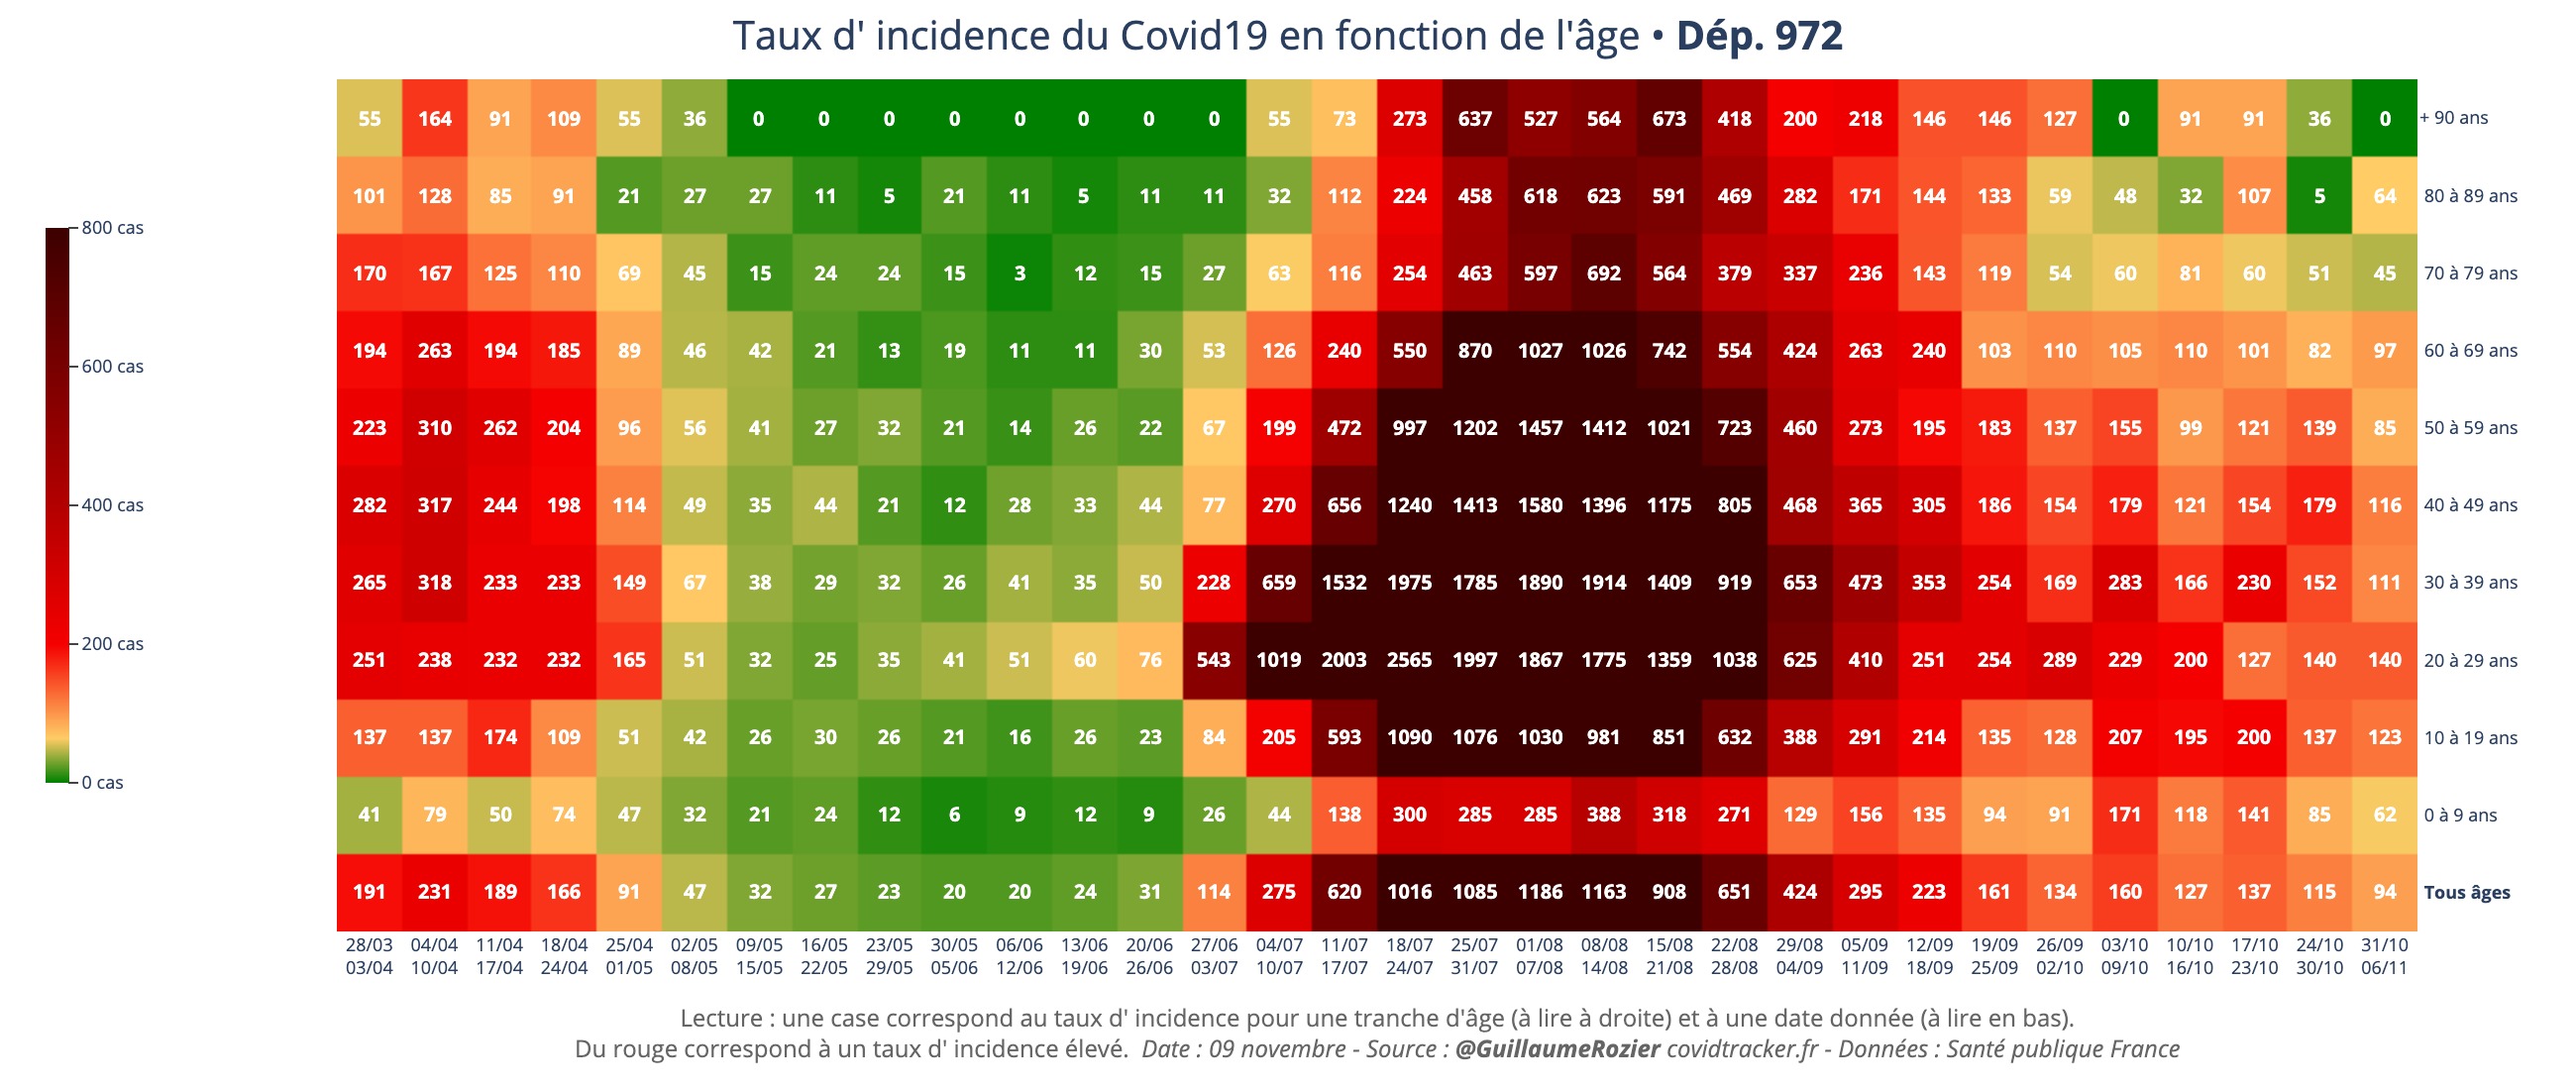 Taux d' incidence du Covid19 en fonction de l'âge • Dép. 972
55 164 91 109 55 36 0 0 0 0 0 0 0 0 55 73 273 637 527 564 673 418 200 218 146 146 127 0 91 91 36 0 + 90 ans
101 128 85 91 21 27 27 11 5 21 11 5 11 11 32 112 224 458 618 623 591 469 282 171 144 133 59 48 32 107 5 64 80 à 89 ans
170 167 125 110 69 45 15 24 24 15 3 12 15 27 63 116 254 463 597 692 564 379 337 236 143 119 54 60 81 60 51 45 70 à 79 ans
194 263 194 185 89 46 42 21 13 19 11 11 30 53 126 240 550 870 1027 1026 742 554 424 263 240 103 110 105 110 101 82 97 60 à 69 ans
223 310 262 204 96 56 41 27 32 21 14 26 22 67 199 472 997 1202 1457 1412 1021 723 460 273 195 183 137 155 99 121 139 85 50 à 59 ans
282 317 244 198 114 49 35 44 21 12 28 33 44 77 270 656 1240 1413 1580 1396 1175 805 468 365 305 186 154 179 121 154 179 116 40 à 49 ans
265 318 233 233 149 67 38 29 32 26 41 35 50 228 659 1532 1975 1785 1890 1914 1409 919 653 473 353 254 169 283 166 230 152 111 30 à 39 ans
251 238 232 232 165 51 32 25 35 41 51 60 76 543 1019 2003 2565 1997 1867 1775 1359 1038 625 410 251 254 289 229 200 127 140 140 20 à 29 ans
137 137 174 109 51 42 26 30 26 21 16 26 23 84 205 593 1090 1076 1030 981 851 632 388 291 214 135 128 207 195 200 137 123 10 à 19 ans
41 79 50 74 47 32 21 24 12 6 9 12 9 26 44 138 300 285 285 388 318 271 129 156 135 94 91 171 118 141 85 62 0 à 9 ans
191 231 189 166 91 47 32 27 23 20 20 24 31 114 275 620 1016 1085 1186 1163 908 651 424 295 223 161 134 160 127 137 115 94 Tous âges
28/03 04/04 11/04 18/04 25/04 02/05 09/05 16/05 23/05 30/05 06/06 13/06 20/06 27/06 04/07 11/07 18/07 25/07 01/08 08/08 15/08 22/08 29/08 05/09 12/09 19/09 26/09 03/10 10/10 17/10 24/10 31/10
03/04 10/04 17/04 24/04 01/05 08/05 15/05 22/05 29/05 05/06 12/06 19/06 26/06 03/07 10/07 17/07 24/07 31/07 07/08 14/08 21/08 28/08 04/09 11/09 18/09 25/09 02/10 09/10 16/10 23/10 30/10 06/11
800 cas
600 cas
400 cas
200 cas
0 cas
Lecture : une case correspond au taux d' incidence pour une tranche d'âge (à lire à droite) et à une date donnée (à lire en bas).
Du rouge correspond à un taux d' incidence élevé. Date : 09 novembre - Source : @GuillaumeRozier covidtracker.fr - Données : Santé publique France